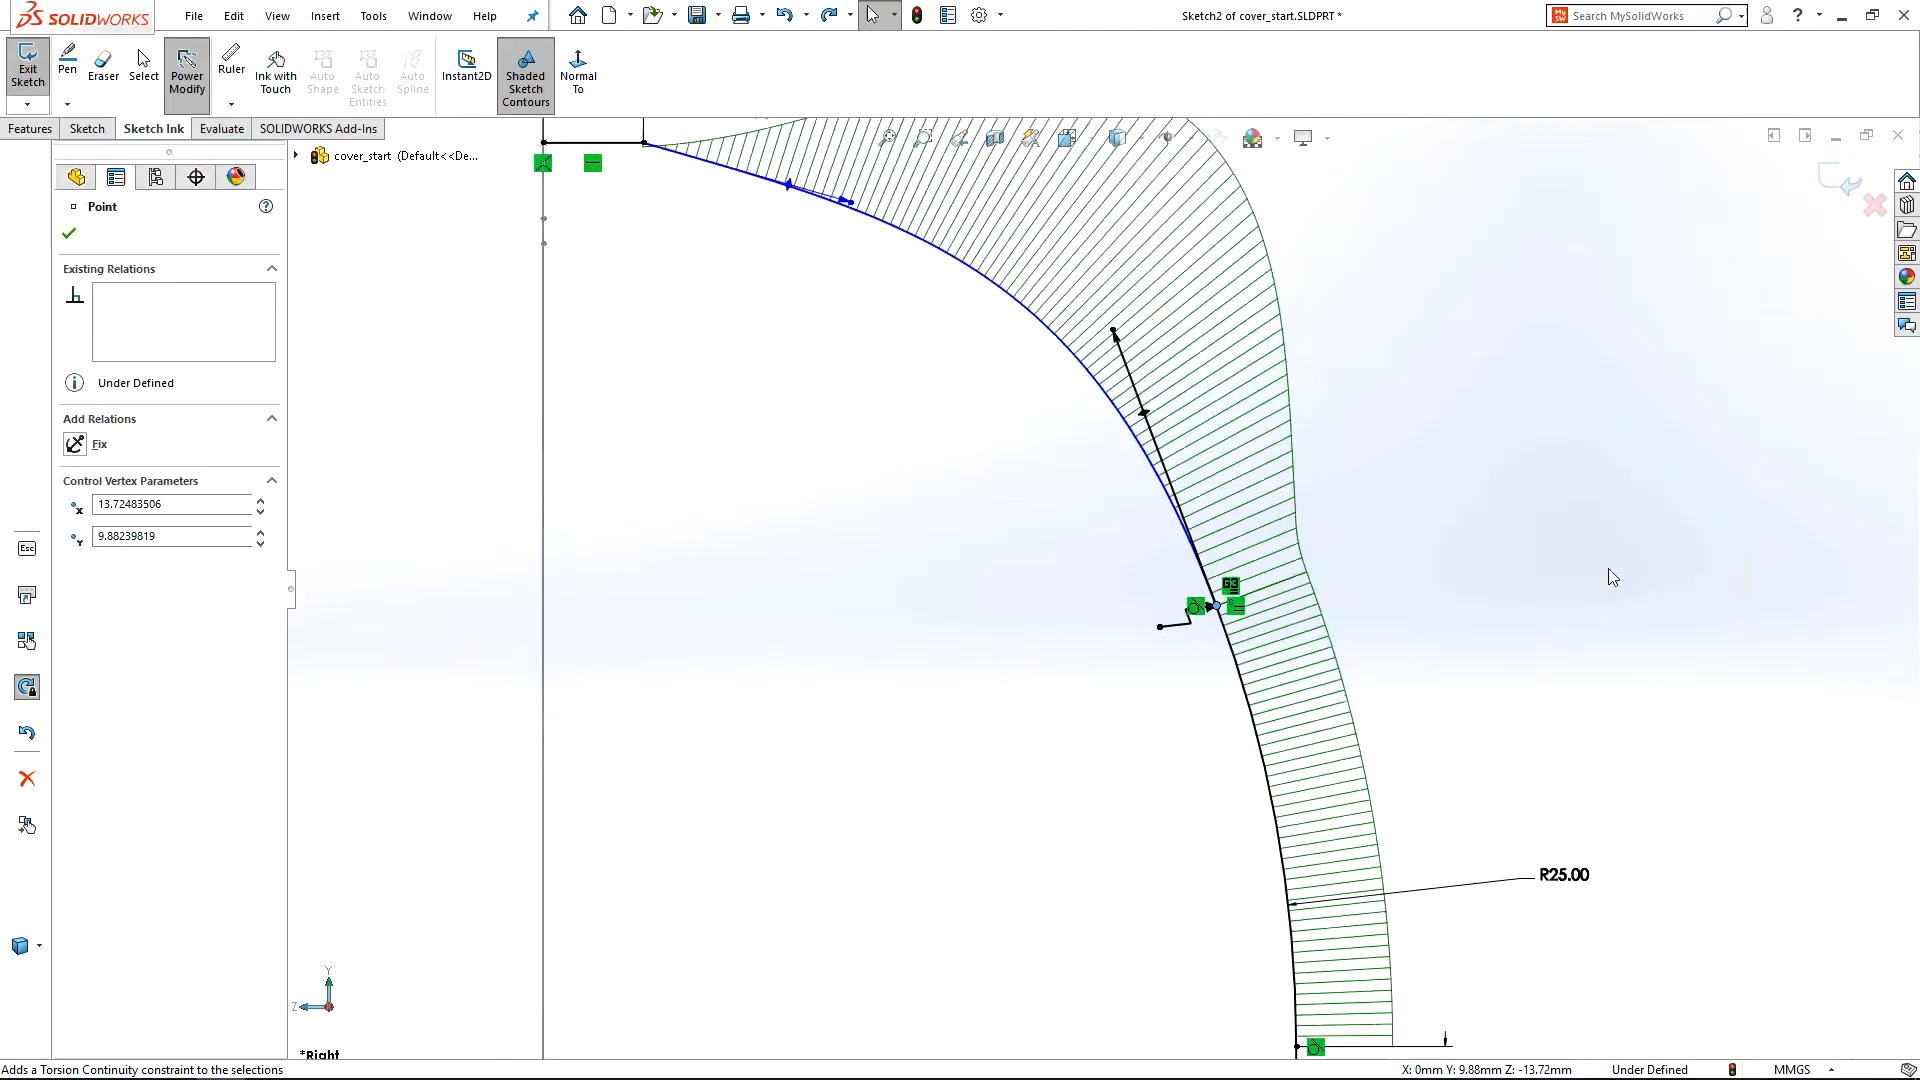 SOLIDWORKS
File Edit View Insert Tools Window Help
Sketch2 of cover_start.SLDPRT *
Search MySolidWorks
?
Exit Sketch
Pen
Eraser
Select
Power Modify
Ruler
Ink with Touch
Auto Shape
Auto Sketch Entities
Auto Spline
Instant2D
Shaded Sketch Contours
Normal To
Features Sketch Sketch Ink Evaluate SOLIDWORKS Add-Ins
cover_start (Default<<De...
Point
Existing Relations
Under Defined
Add Relations
Fix
Control Vertex Parameters
X 13.72483506
Y 9.88239819
Esc
G3
R25.00
Y
Z
*Right
Adds a Torsion Continuity constraint to the selections
X: 0mm Y: 9.88mm Z: -13.72mm
Under Defined
MMGS